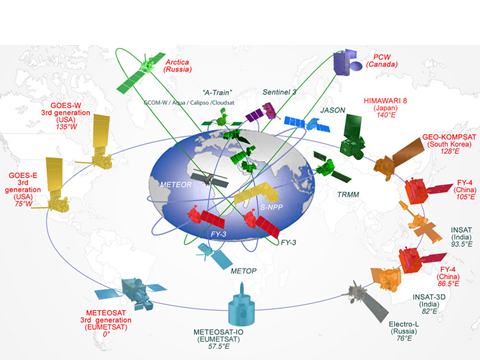 Arctica
(Russia)
PCW
(Canada)
"A-Train"
GCOM-W / Aqua / Calipso /Cloudsat
Sentinel 3
JASON
HIMAWARI 8
(Japan)
140°E
GOES-W
3rd generation
(USA)
135°W
GEO-KOMPSAT
(South Korea)
128°E
GOES-E
3rd
generation
(USA)
75°W
METEOR
S-NPP
TRMM
FY-4
(China)
105°E
FY-3
FY-3
INSAT
(India)
93.5°E
METOP
FY-4
(China)
86.5°E
INSAT-3D
(India)
82°E
METEOSAT
3rd generation
(EUMETSAT)
0°
METEOSAT-IO
(EUMETSAT)
57.5°E
Electro-L
(Russia)
76°E